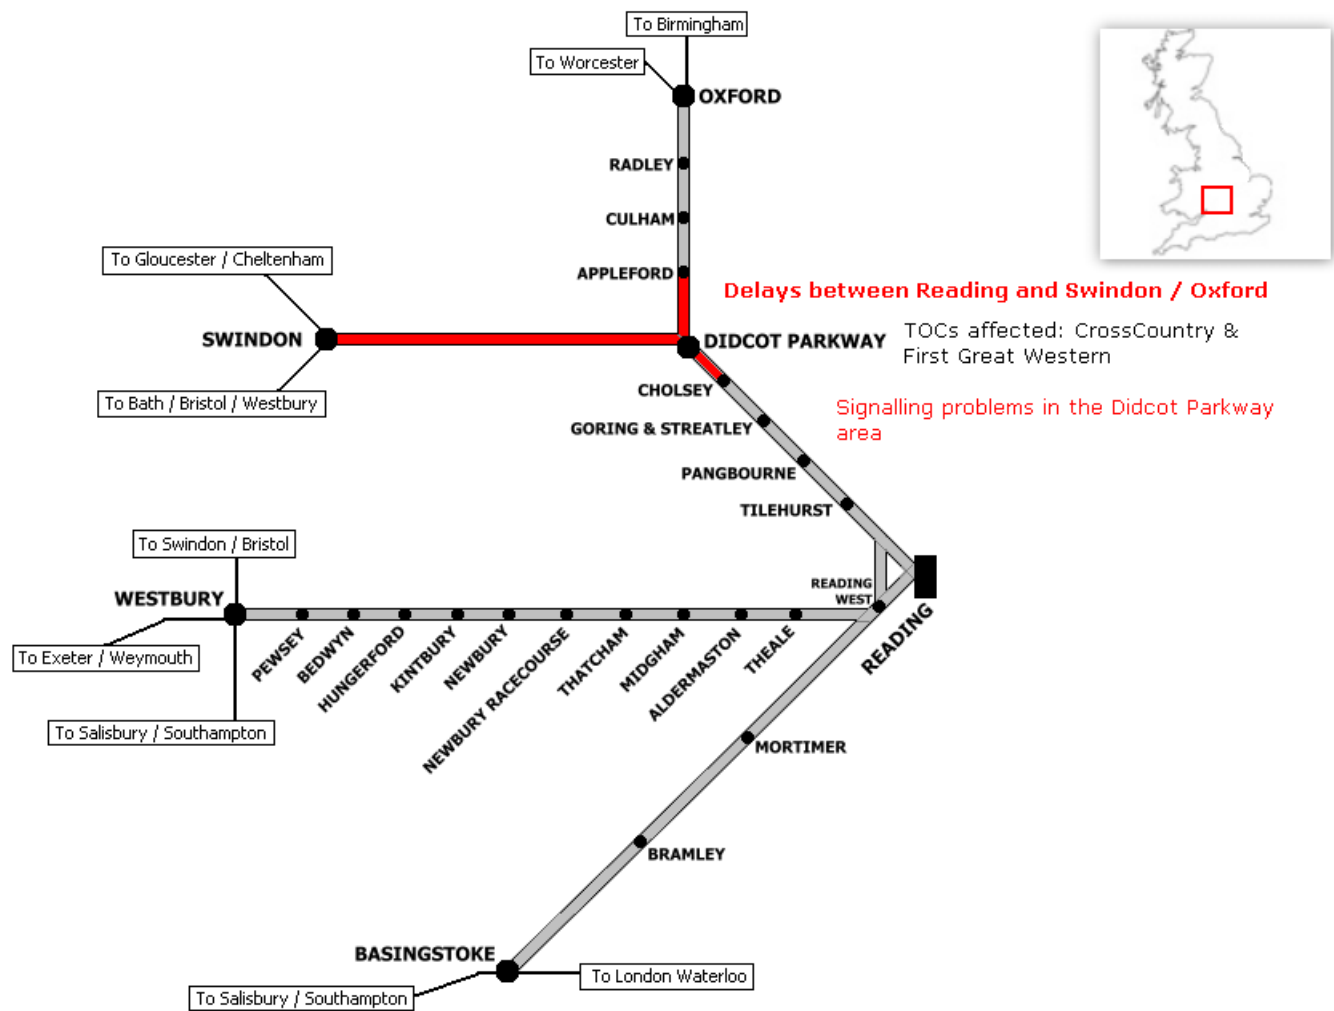 To Birmingham
To Worcester
OXFORD
RADLEY
CULHAM
To Gloucester / Cheltenham
APPLEFORD
Delays between Reading and Swindon / Oxford
SWINDON
DIDCOT PARKWAY
TOCs affected: CrossCountry &
First Great Western
CHOLSEY
To Bath / Bristol / Westbury
Signalling problems in the Didcot Parkway
area
GORING & STREATLEY
PANGBOURNE
TILEHURST
To Swindon / Bristol
READING
WEST
WESTBURY
READING
To Exeter / Weymouth
PEWSEY
BEDWYN
HUNGERFORD
KINTBURY
NEWBURY
NEWBURY RACECOURSE
THATCHAM
MIDGHAM
ALDERMASTON
THEALE
To Salisbury / Southampton
MORTIMER
BRAMLEY
BASINGSTOKE
To London Waterloo
To Salisbury / Southampton